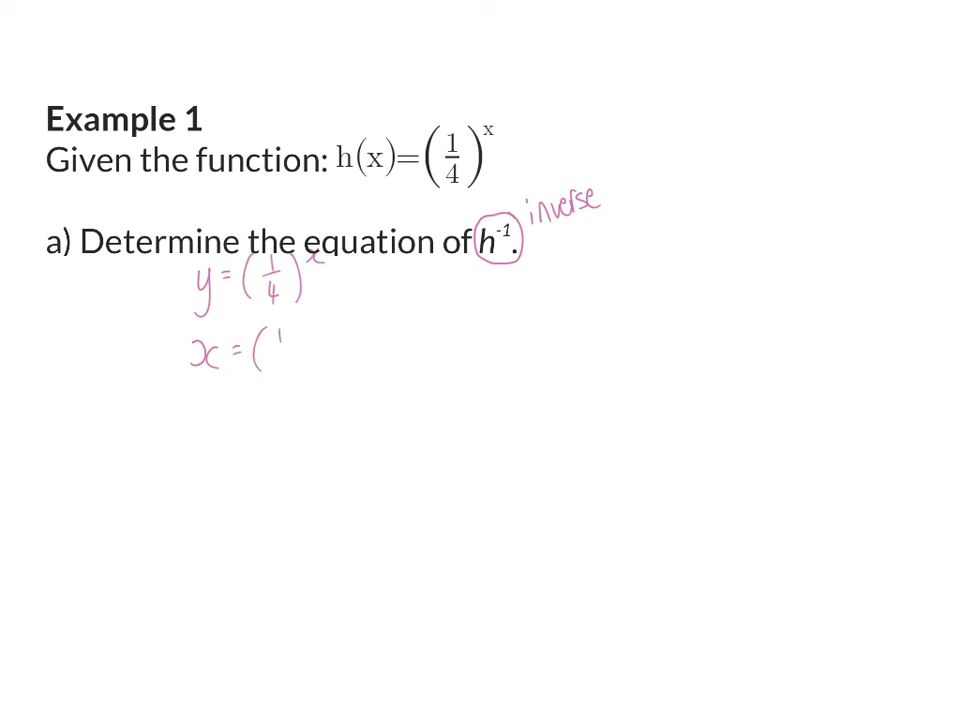 Example 1
Given the function: h(x)=(1/4)^x
inverse
a) Determine the equation of h^-1.
y = (1/4)^x
x = (1